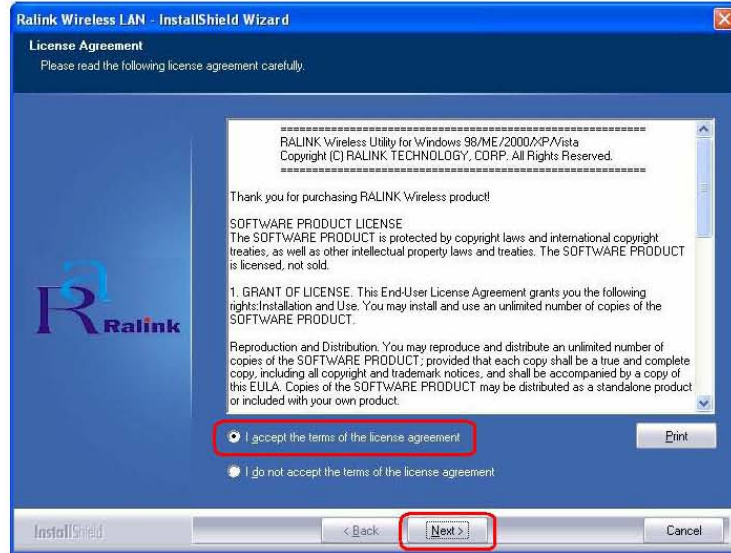 Ralink Wireless LAN - InstallShield Wizard
License Agreement
Please read the following license agreement carefully.
==========================================================
RALINK Wireless Utility for Windows 98/ME/2000/XP/Vista
Copyright (C) RALINK TECHNOLOGY, CORP. All Rights Reserved.
==========================================================
Thank you for purchasing RALINK Wireless product!
SOFTWARE PRODUCT LICENSE
The SOFTWARE PRODUCT is protected by copyright laws and international copyright
treaties, as well as other intellectual property laws and treaties. The SOFTWARE PRODUCT
is licensed, not sold.
1. GRANT OF LICENSE. This End-User License Agreement grants you the following
rights:Installation and Use. You may install and use an unlimited number of copies of the
SOFTWARE PRODUCT.
Reproduction and Distribution. You may reproduce and distribute an unlimited number of
copies of the SOFTWARE PRODUCT; provided that each copy shall be a true and complete
copy, including all copyright and trademark notices, and shall be accompanied by a copy of
this EULA. Copies of the SOFTWARE PRODUCT may be distributed as a standalone product
or included with your own product.
Ralink
I accept the terms of the license agreement
Print
I do not accept the terms of the license agreement
InstallShield
< Back
Next >
Cancel